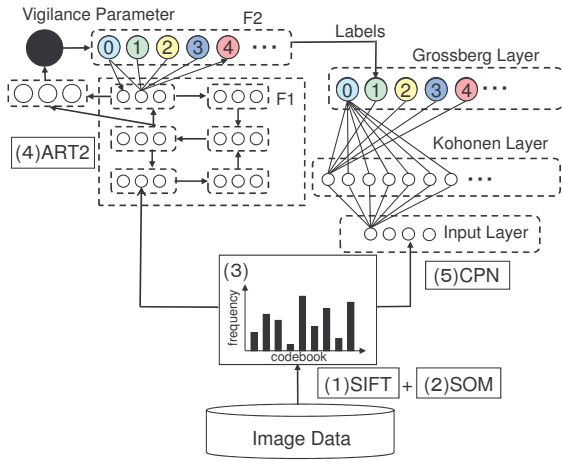 Vigilance Parameter
F2
0 1 2 3 4 ···
Labels
Grossberg Layer
0 1 2 3 4 ···
F1
(4)ART2
Kohonen Layer
···
Input Layer
(3)
(5)CPN
frequency
codebook
(1)SIFT + (2)SOM
Image Data